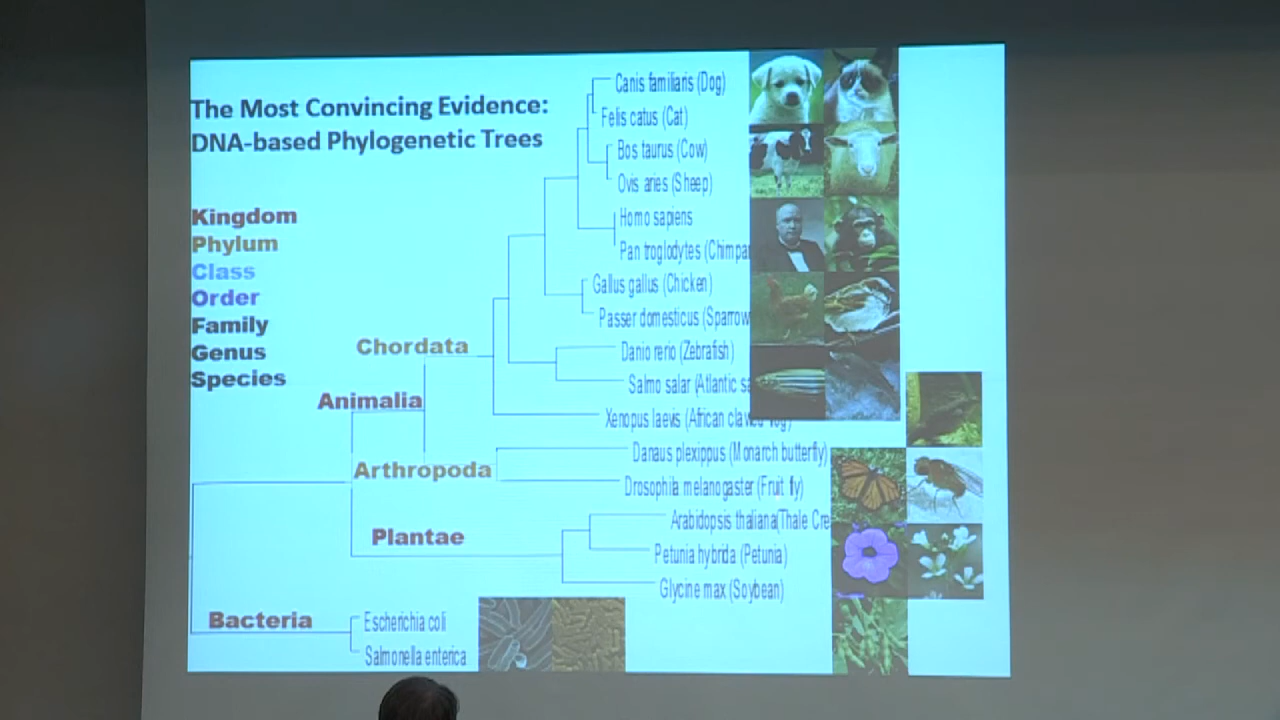 The Most Convincing Evidence:
DNA-based Phylogenetic Trees
Kingdom
Phylum
Class
Order
Family
Genus
Species
Canis familiaris (Dog)
Felis catus (Cat)
Bos taurus (Cow)
Ovis aries (Sheep)
Homo sapiens
Pan troglodytes (Chimpan
Gallus gallus (Chicken)
Passer domesticus (Sparrow
Chordata
Danio rerio (Zebrafish)
Salmo salar (Atlantic sa
Animalia
Xenopus laevis (African clawed frog)
Danaus plexippus (Monarch butterfly)
Arthropoda
Drosophila melanogaster (Fruit fly)
Arabidopsis thaliana(Thale Cre
Plantae
Petunia hybrida (Petunia)
Glycine max (Soybean)
Bacteria
Escherichia coli
Salmonella enterica